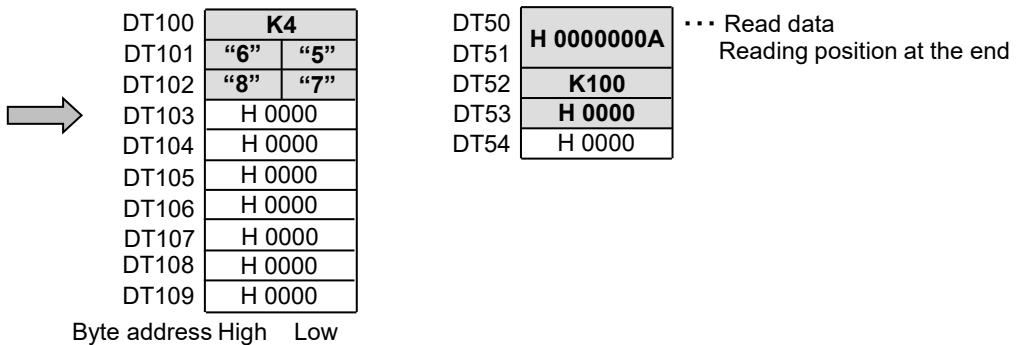 DT100 K4
DT101 “6” “5”
DT102 “8” “7”
DT103 H 0000
DT104 H 0000
DT105 H 0000
DT106 H 0000
DT107 H 0000
DT108 H 0000
DT109 H 0000
Byte address High Low
DT50 H 0000000A ··· Read data
DT51 Reading position at the end
DT52 K100
DT53 H 0000
DT54 H 0000